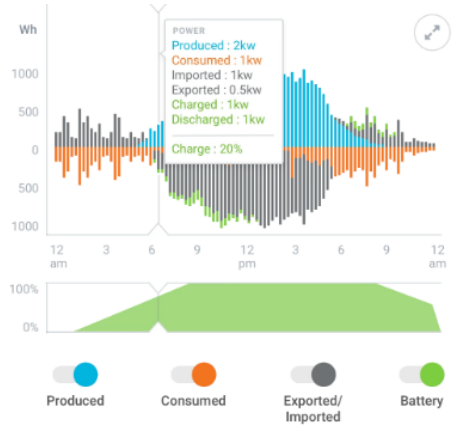 Wh
POWER
Produced : 2kw
Consumed : 1kw
Imported : 1kw
Exported : 0.5kw
Charged : 1kw
Discharged : 1kw
Charge : 20%
1000
500
0
500
1000
12 am 3 6 9 12 pm 3 6 9 12 am
100%
0%
Produced Consumed Exported/ Imported Battery